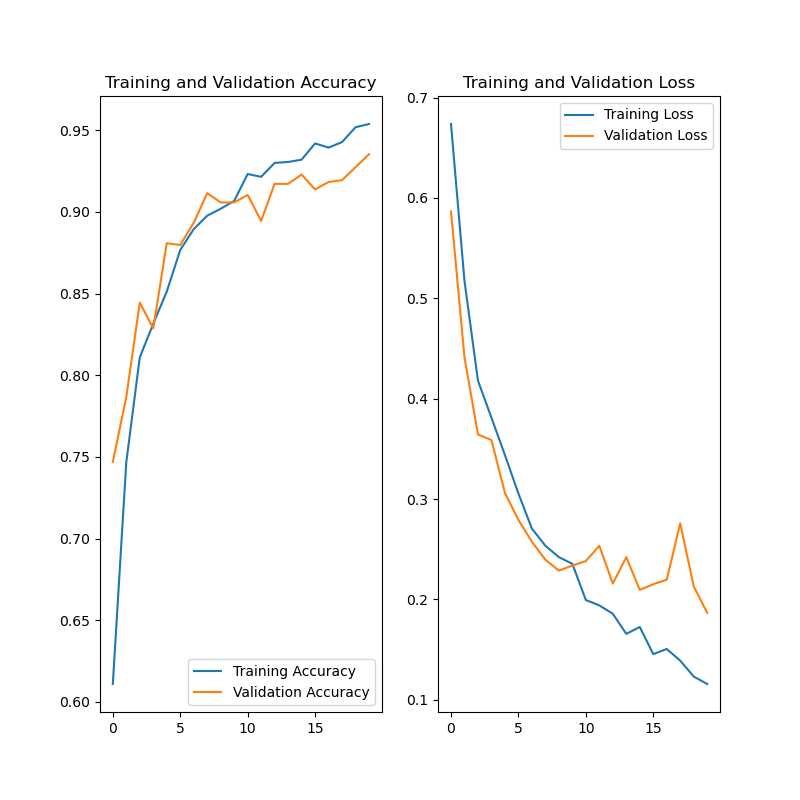 Training and Validation Accuracy
0.95
0.90
0.85
0.80
0.75
0.70
0.65
0.60
0 5 10 15
Training Accuracy
Validation Accuracy
Training and Validation Loss
0.7
0.6
0.5
0.4
0.3
0.2
0.1
0 5 10 15
Training Loss
Validation Loss